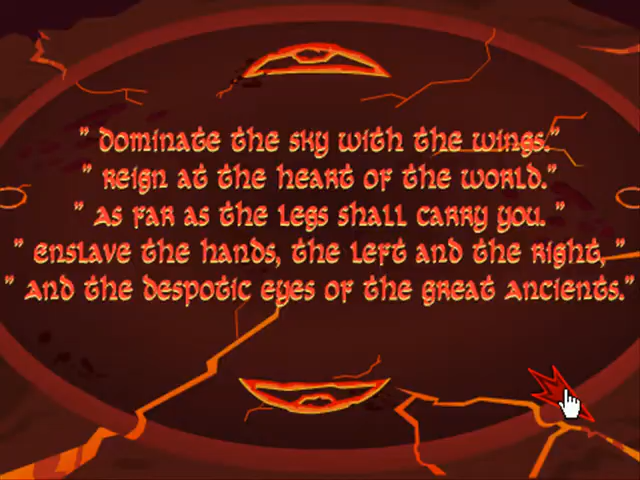 " Dominate the sky with the wings."
" Reign at the heart of the world."
" As far as the legs shall carry you. "
" Enslave the hands, the left and the right, "
" And the despotic eyes of the great Ancients."